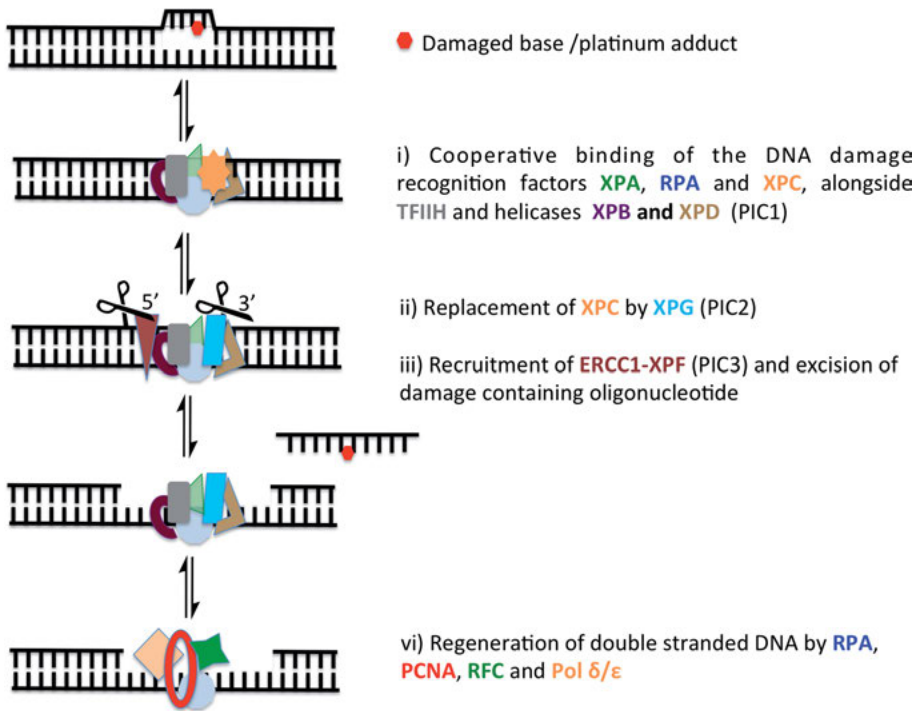 Damaged base /platinum adduct
i) Cooperative binding of the DNA damage
recognition factors XPA, RPA and XPC, alongside
TFIIH and helicases XPB and XPD (PIC1)
5’
3’
ii) Replacement of XPC by XPG (PIC2)
iii) Recruitment of ERCC1-XPF (PIC3) and excision of
damage containing oligonucleotide
vi) Regeneration of double stranded DNA by RPA,
PCNA, RFC and Pol δ/ε